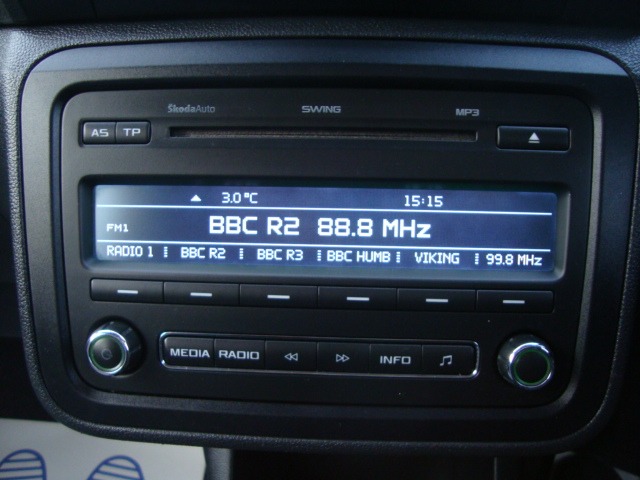 ŠkodaAuto SWING MP3
AS TP
3.0 °C 15:15
FM1 BBC R2 88.8 MHz
RADIO 1 BBC R2 BBC R3 BBC HUMB VIKING 99.8 MHz
MEDIA RADIO INFO